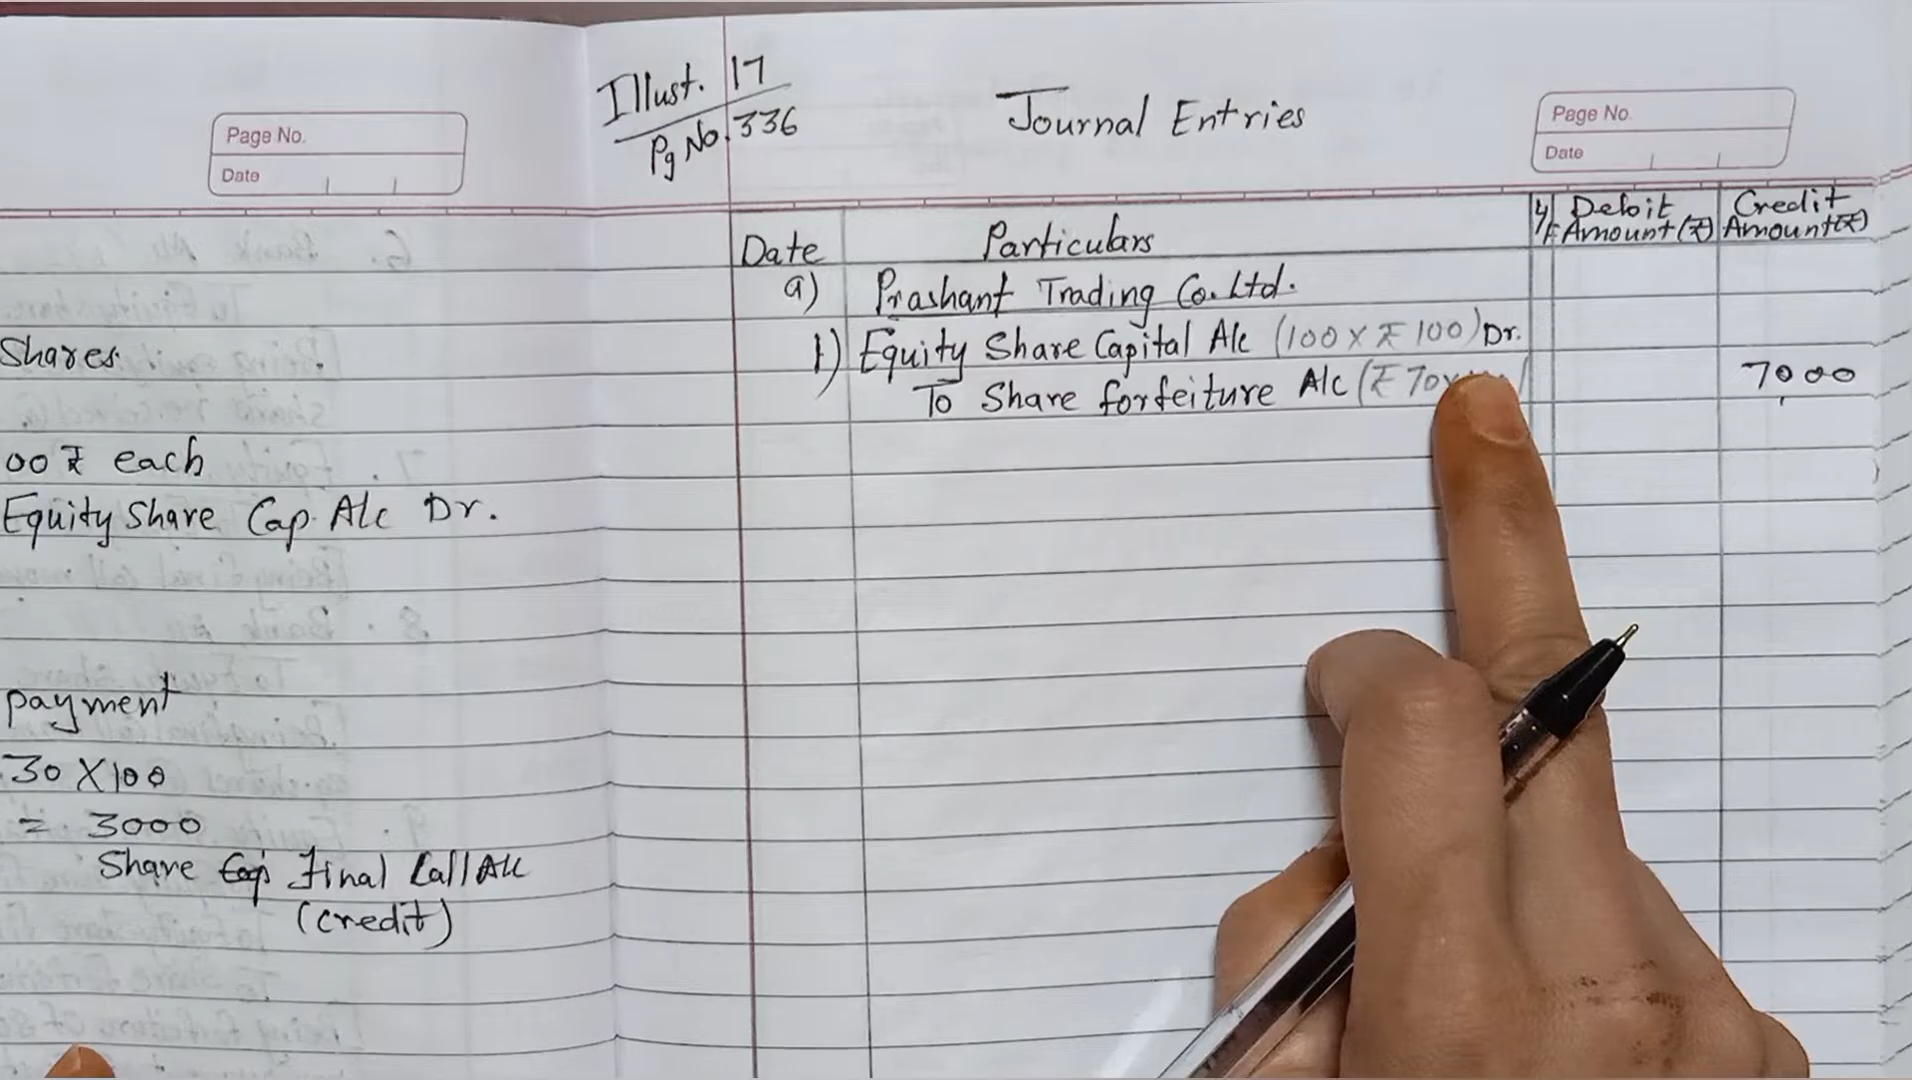 Page No.
Date
Shares.
00 ₹ each
Equity Share Cap. A/c Dr.
payment
30 X 100
= 3000
Share Cap Final Call A/c
(credit)
Illust. 17
Pg No. 336
Journal Entries
Page No.
Date
Date Particulars Debit Amount (₹) Credit Amount (₹)
a) Prashant Trading Co. Ltd.
1) Equity Share Capital A/c (100 X ₹ 100) Dr.
To Share forfeiture A/c (₹ 70 x 7000